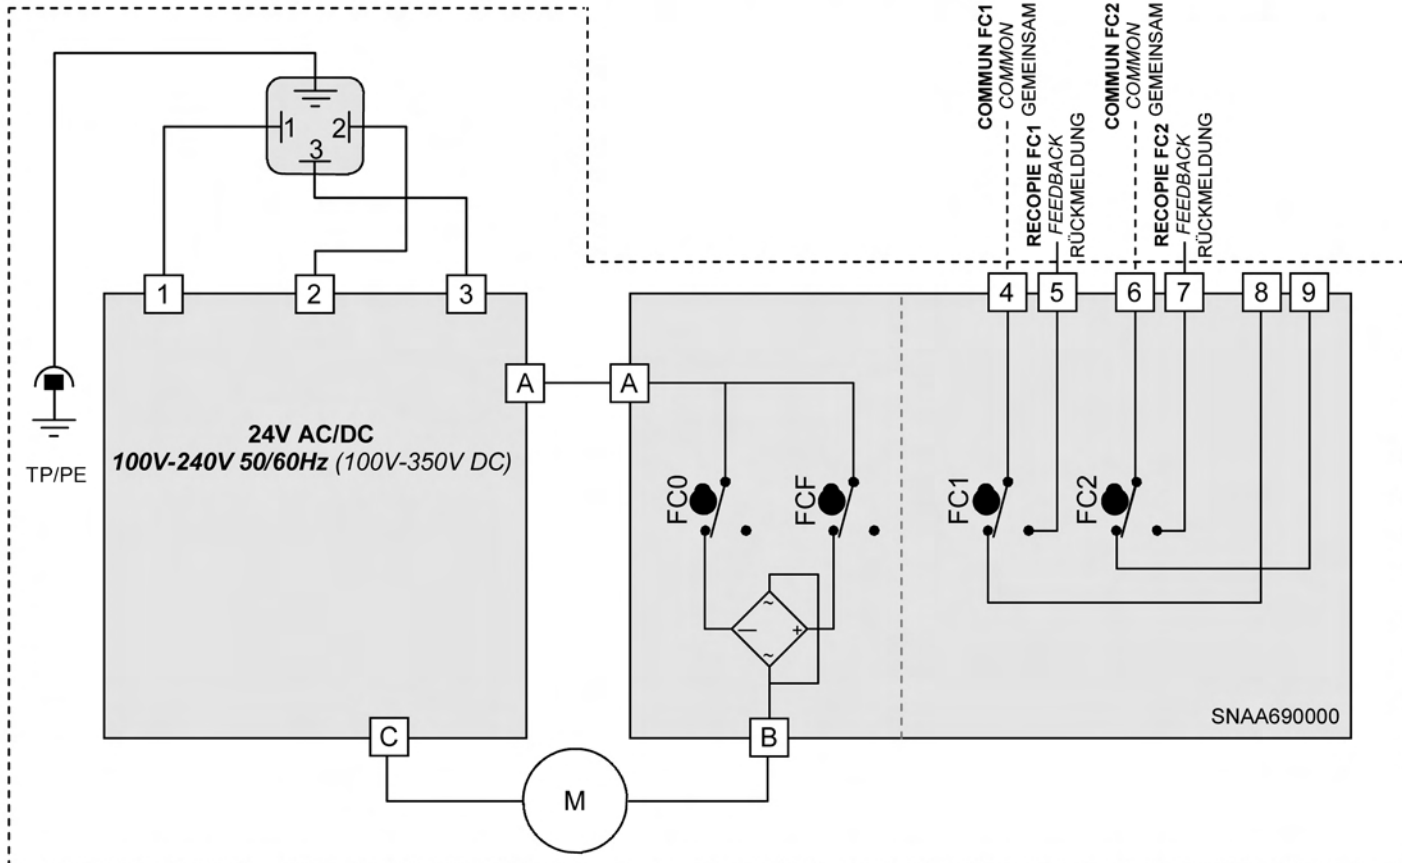 COMMUN FC1
COMMON
GEMEINSAM
RECOPIE FC1
FEEDBACK
RÜCKMELDUNG
COMMUN FC2
COMMON
GEMEINSAM
RECOPIE FC2
FEEDBACK
RÜCKMELDUNG
1 2
3
1 2 3
4 5 6 7 8 9
A A
24V AC/DC
100V-240V 50/60Hz (100V-350V DC)
TP/PE
FC0 FCF FC1 FC2
~
— +
~
SNAA690000
C B
M